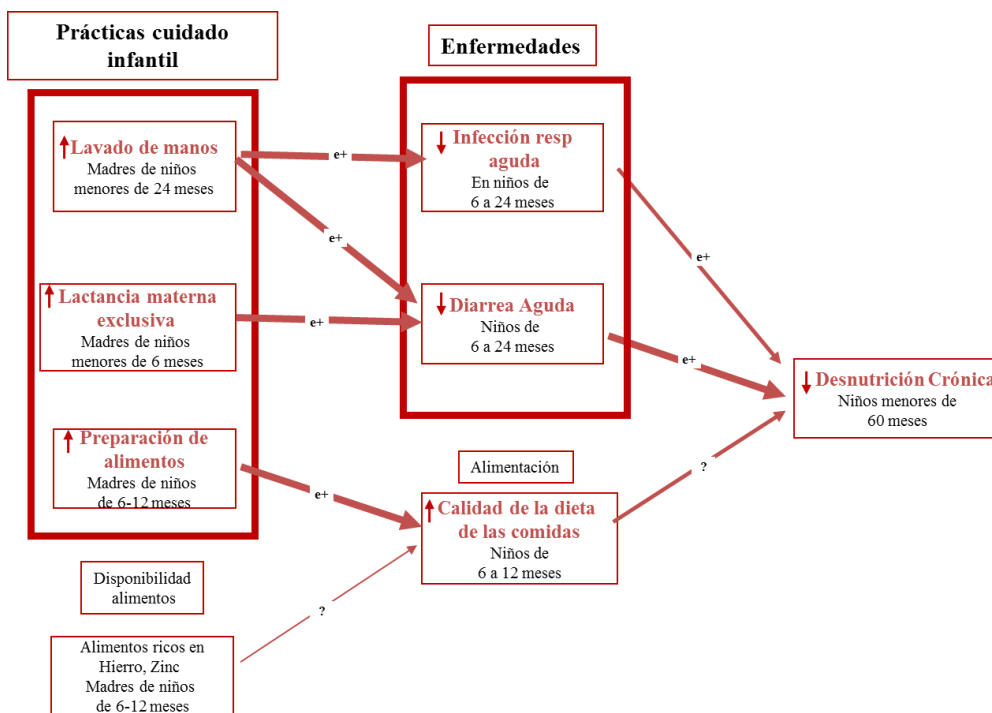 Prácticas cuidado
infantil
Enfermedades
Lavado de manos
Madres de niños
menores de 24 meses
e+
e+
Infección resp
aguda
En niños de
6 a 24 meses
e+
Lactancia materna
exclusiva
Madres de niños
menores de 6 meses
e+
Diarrea Aguda
Niños de
6 a 24 meses
e+
Desnutrición Crónica
Niños menores de
60 meses
Preparación de
alimentos
Madres de niños
de 6-12 meses
e+
Alimentación
Calidad de la dieta
de las comidas
Niños de
6 a 12 meses
?
Disponibilidad
alimentos
?
Alimentos ricos en
Hierro, Zinc
Madres de niños
de 6-12 meses